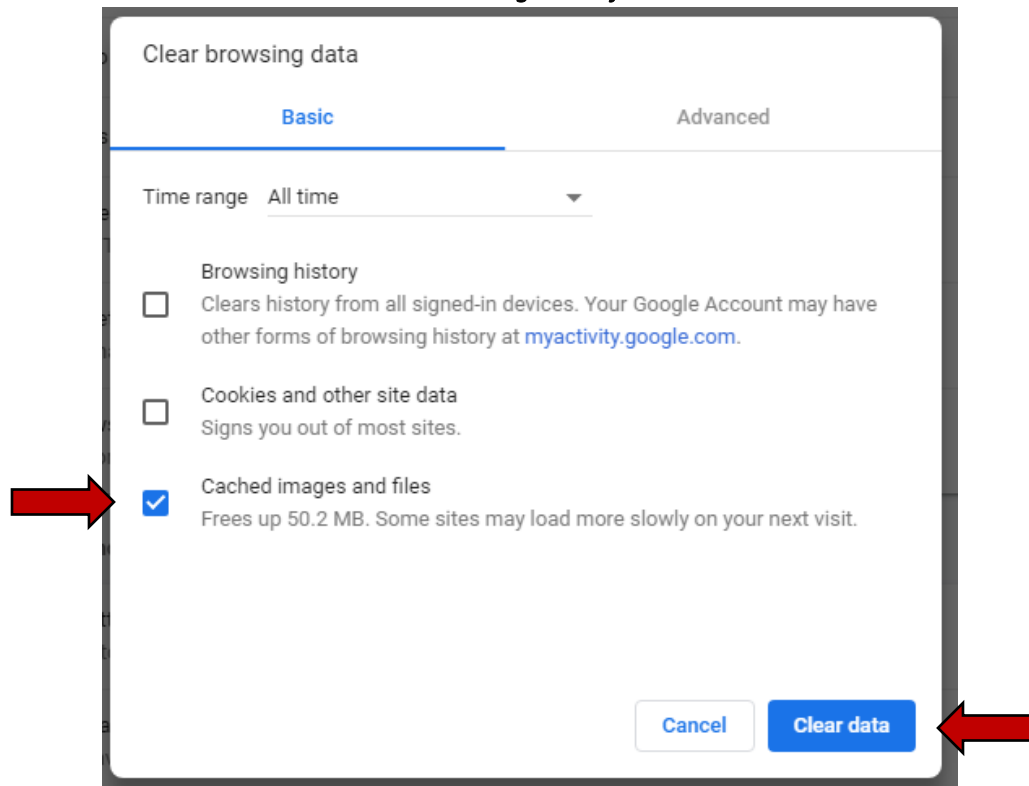 Clear browsing data
Basic Advanced
Time range All time
Browsing history
Clears history from all signed-in devices. Your Google Account may have
other forms of browsing history at myactivity.google.com.
Cookies and other site data
Signs you out of most sites.
Cached images and files
Frees up 50.2 MB. Some sites may load more slowly on your next visit.
Cancel Clear data